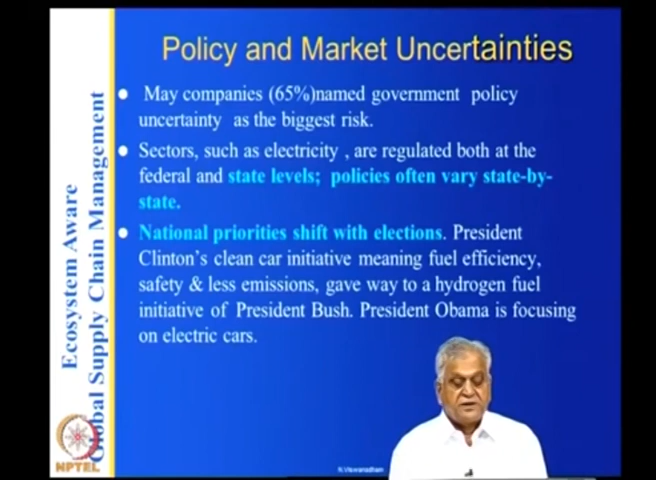 Policy and Market Uncertainties
May companies (65%)named government policy
uncertainty as the biggest risk.
Sectors, such as electricity , are regulated both at the
federal and state levels; policies often vary state-by-
state.
National priorities shift with elections. President
Clinton's clean car initiative meaning fuel efficiency,
safety & less emissions, gave way to a hydrogen fuel
initiative of President Bush. President Obama is focusing
on electric cars.
Ecosystem Aware
Global Supply Chain Management
NPTEL
N.Viswanadham